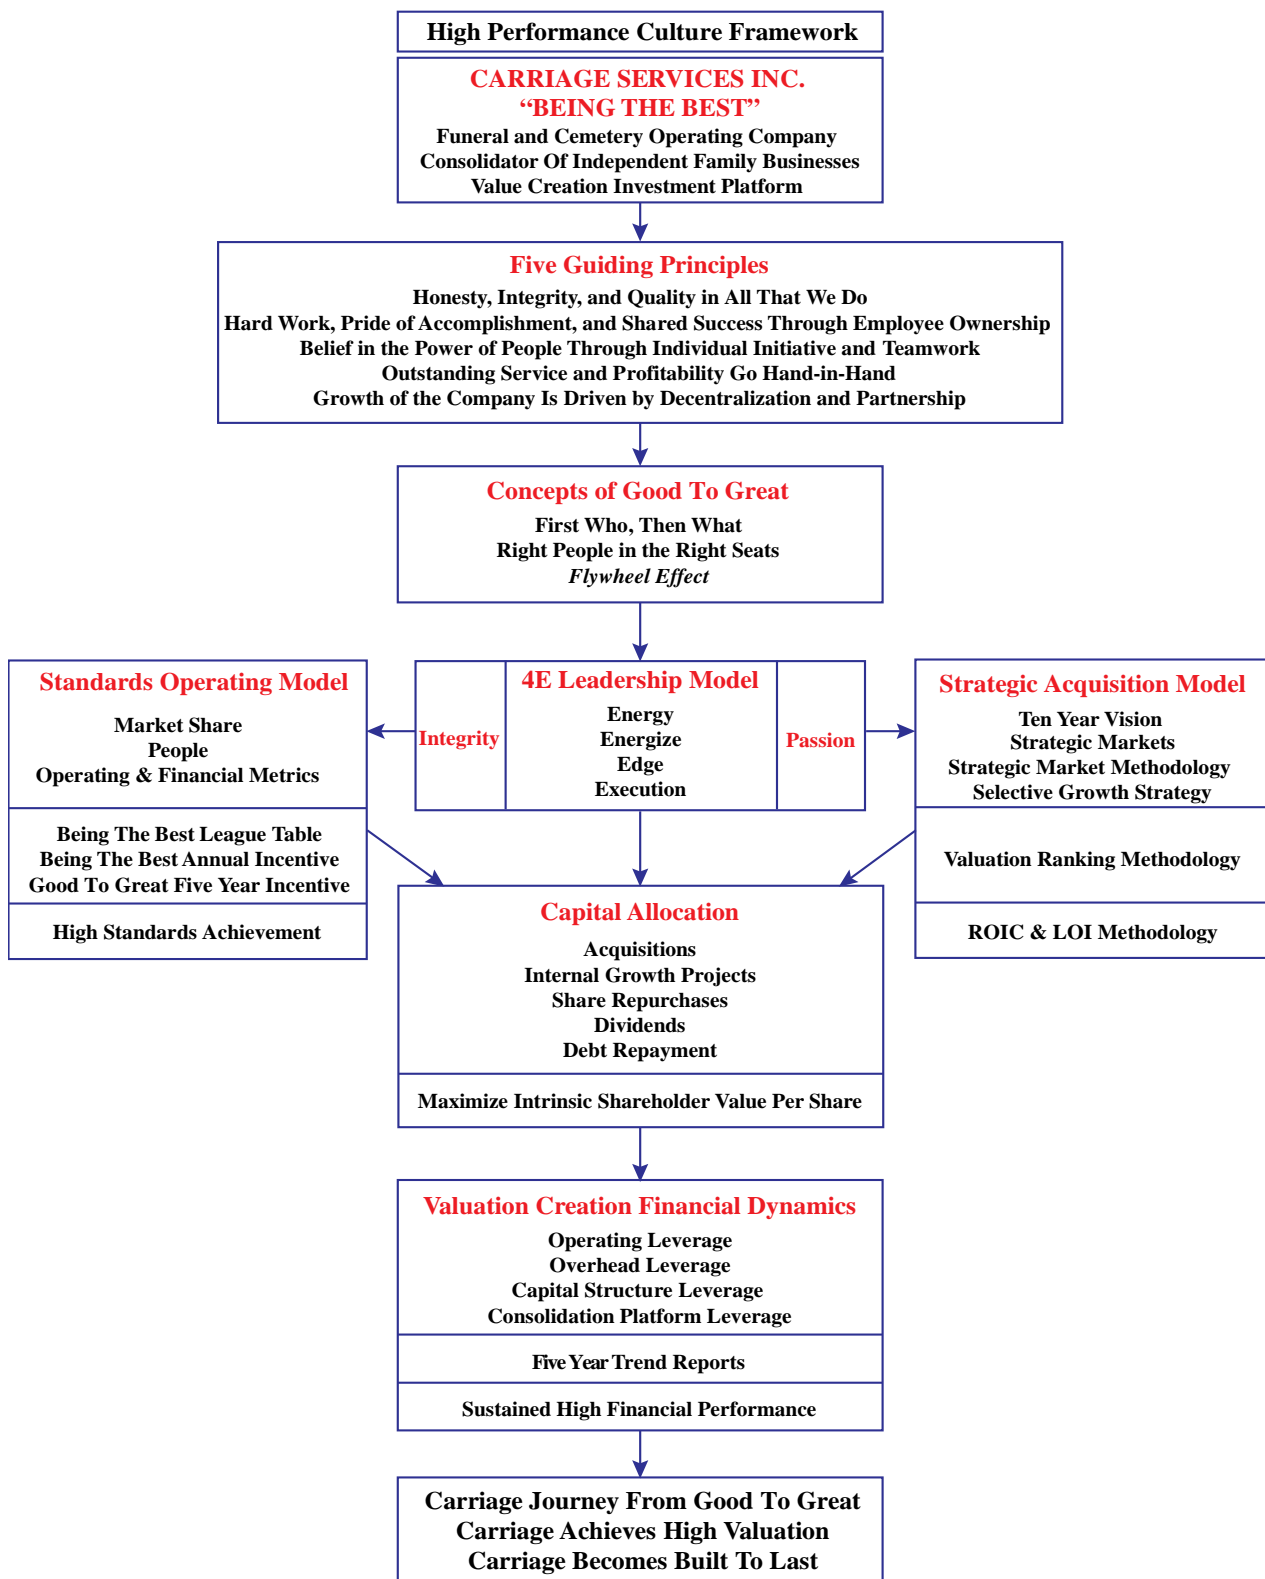 High Performance Culture Framework
CARRIAGE SERVICES INC.
“BEING THE BEST”
Funeral and Cemetery Operating Company
Consolidator Of Independent Family Businesses
Value Creation Investment Platform
Five Guiding Principles
Honesty, Integrity, and Quality in All That We Do
Hard Work, Pride of Accomplishment, and Shared Success Through Employee Ownership
Belief in the Power of People Through Individual Initiative and Teamwork
Outstanding Service and Profitability Go Hand-in-Hand
Growth of the Company Is Driven by Decentralization and Partnership
Concepts of Good To Great
First Who, Then What
Right People in the Right Seats
Flywheel Effect
Standards Operating Model
Market Share
People
Operating & Financial Metrics
Being The Best League Table
Being The Best Annual Incentive
Good To Great Five Year Incentive
High Standards Achievement
Integrity
4E Leadership Model
Energy
Energize
Edge
Execution
Passion
Strategic Acquisition Model
Ten Year Vision
Strategic Markets
Strategic Market Methodology
Selective Growth Strategy
Valuation Ranking Methodology
ROIC & LOI Methodology
Capital Allocation
Acquisitions
Internal Growth Projects
Share Repurchases
Dividends
Debt Repayment
Maximize Intrinsic Shareholder Value Per Share
Valuation Creation Financial Dynamics
Operating Leverage
Overhead Leverage
Capital Structure Leverage
Consolidation Platform Leverage
Five Year Trend Reports
Sustained High Financial Performance
Carriage Journey From Good To Great
Carriage Achieves High Valuation
Carriage Becomes Built To Last